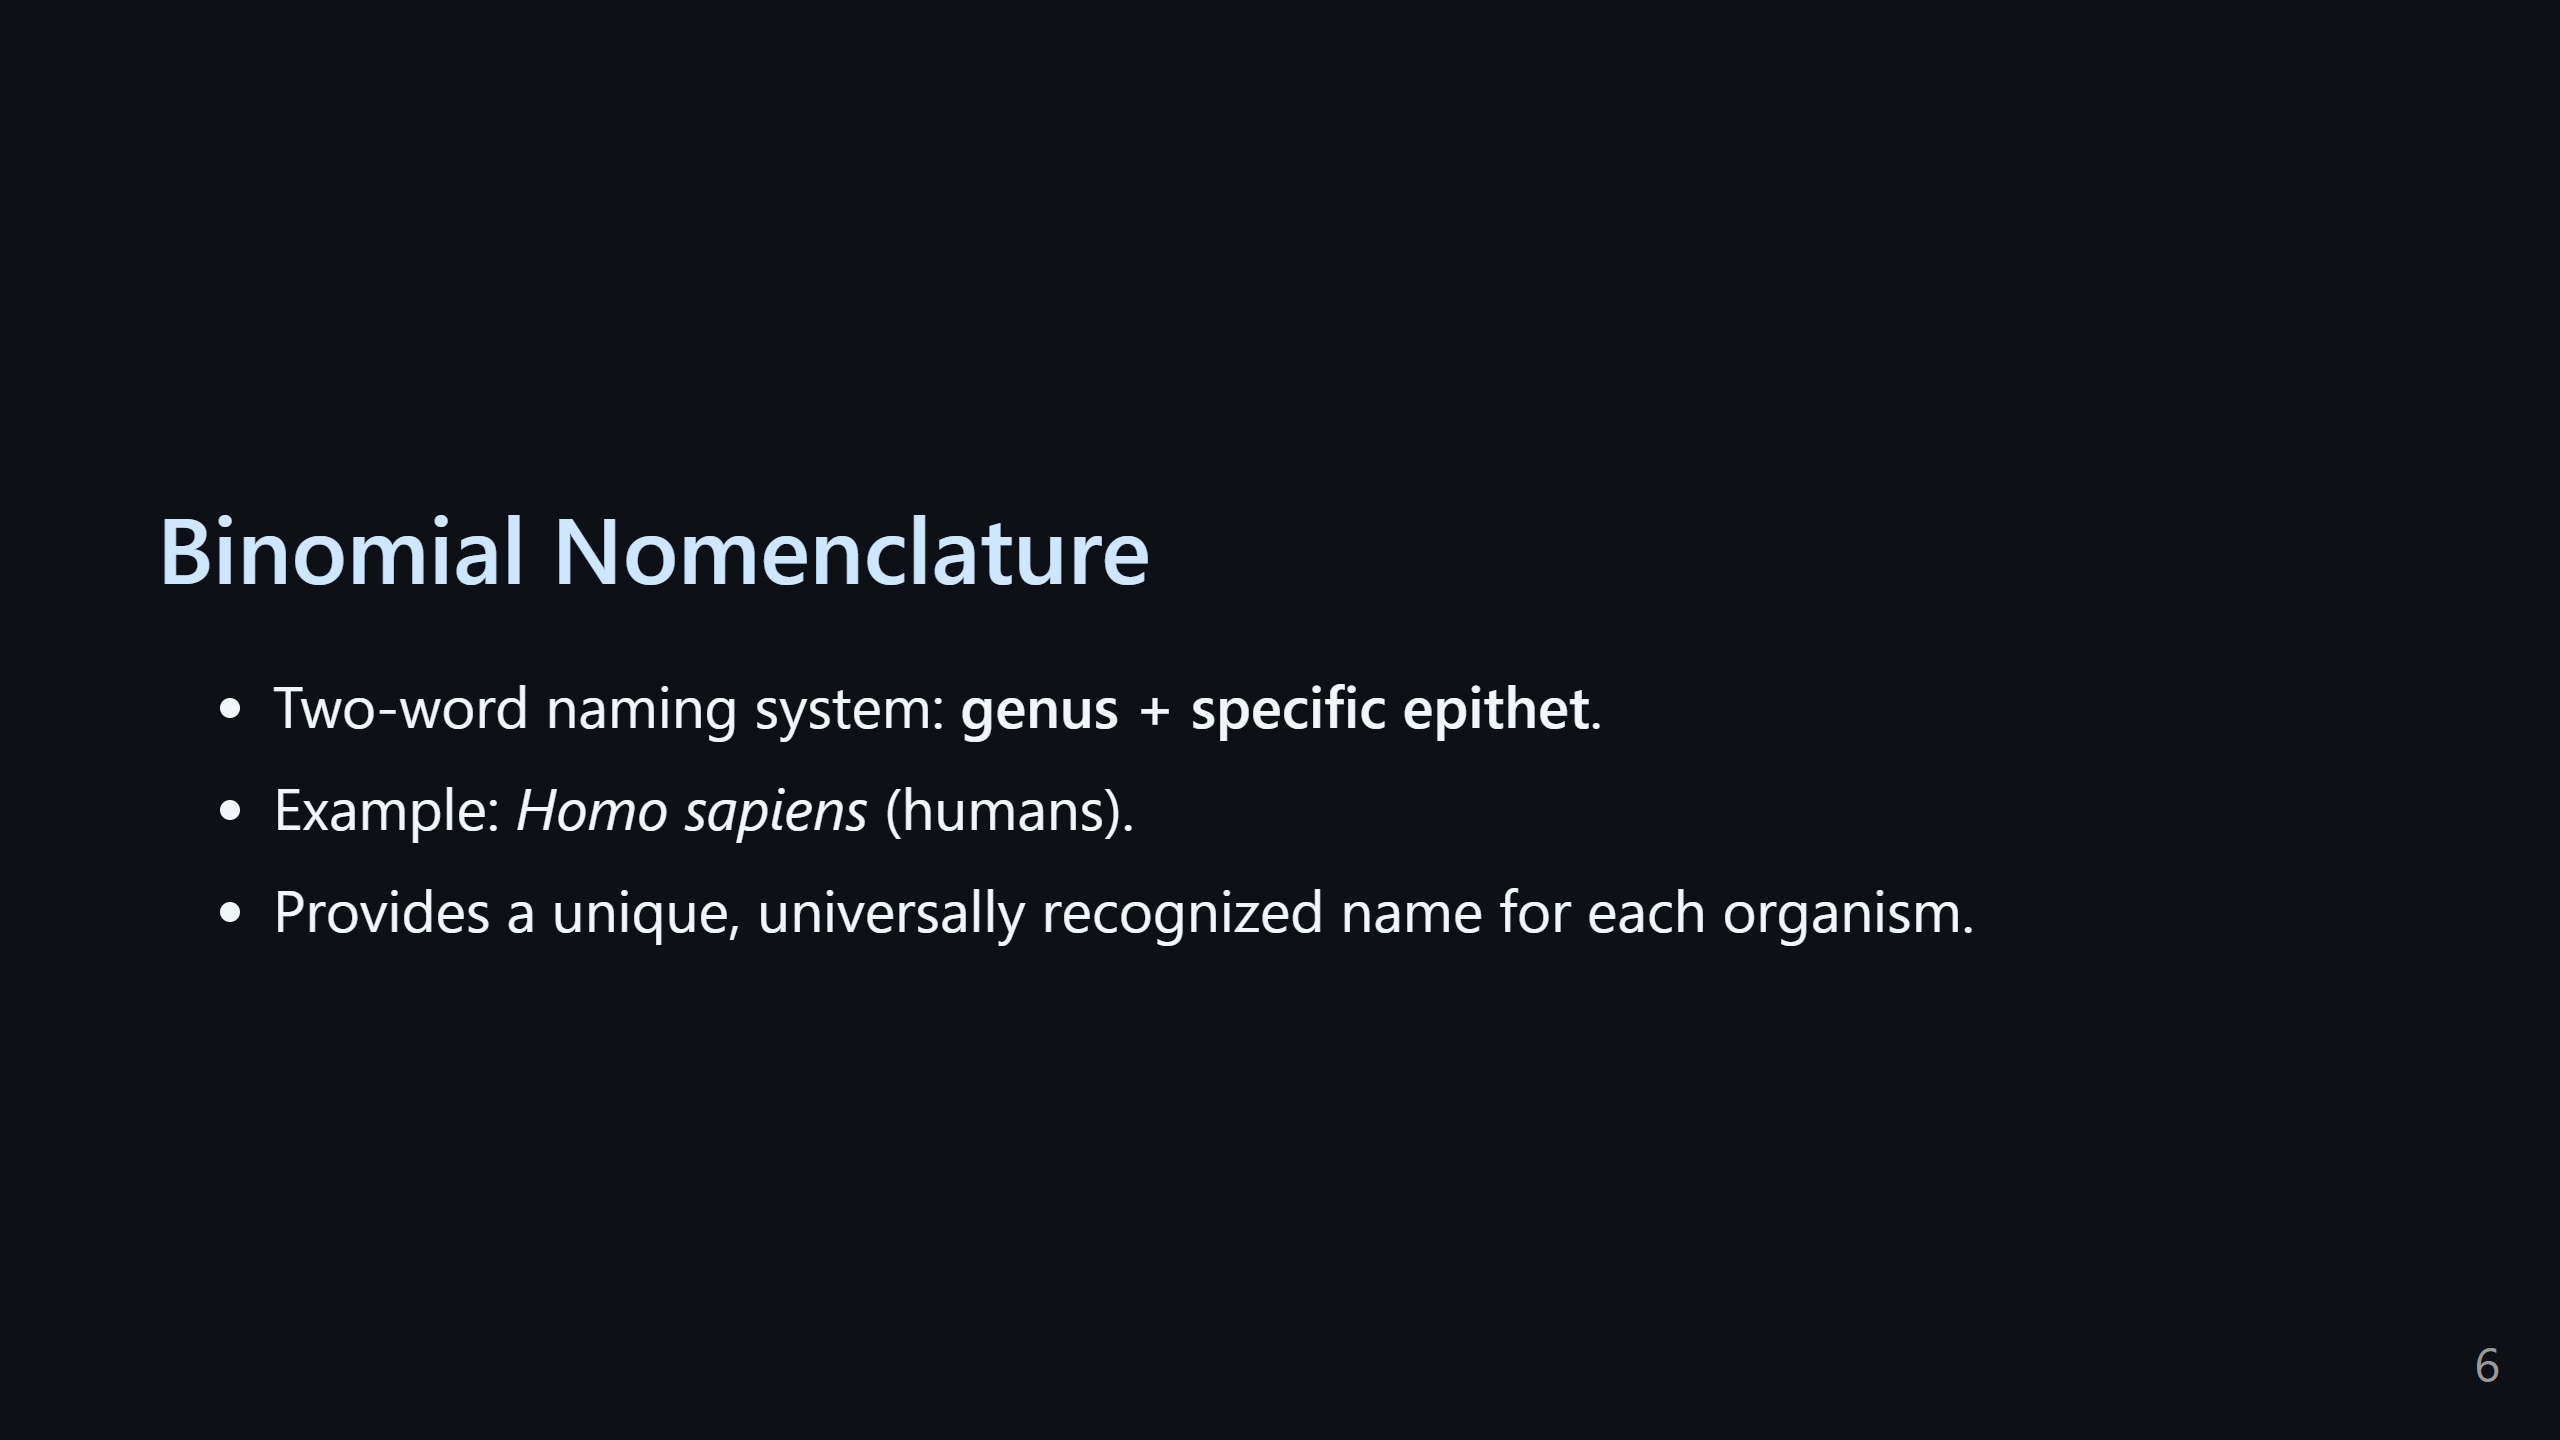 Binomial Nomenclature
• Two-word naming system: genus + specific epithet.
• Example: Homo sapiens (humans).
• Provides a unique, universally recognized name for each organism.
6